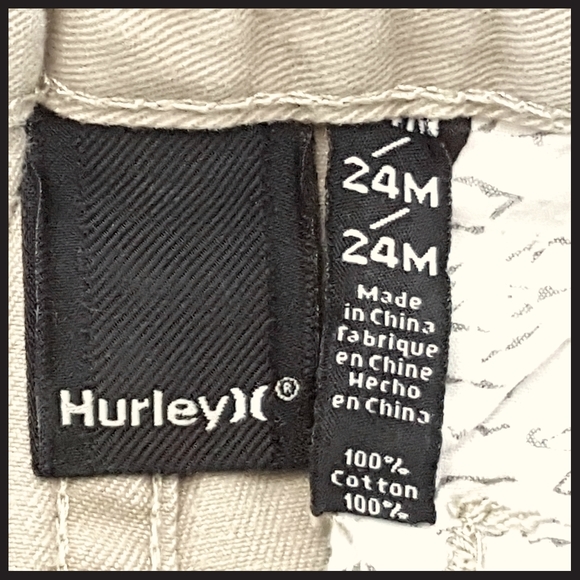 Hurley)(®
24M
/
24M
Made
in China
fabrique
en Chine
Hecho
en China
100%
Cotton
100%